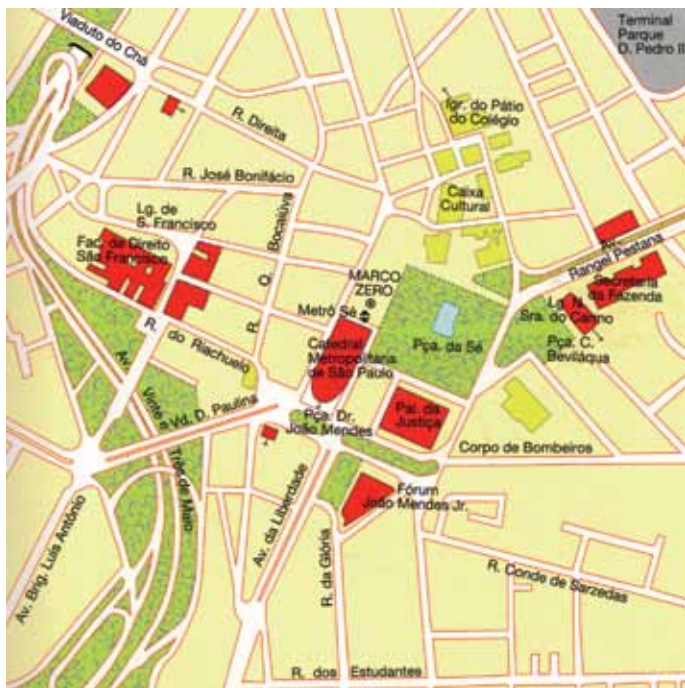 Viaduto do Chá
Terminal
Parque
D. Pedro II
R. Direita
Igr. do Pátio
do Colégio
R. José Bonifácio
Caixa
Cultural
Lg. de
S. Francisco
R. Q. Bocaiúva
Fac. de Direito
São Francisco
Av. Rangel Pestana
MARCO
ZERO
Secretaria
da Fazenda
Metrô Sé
Lg. N.
Sra. do Carmo
R. do Riachuelo
Catedral
Metropolitana
de São Paulo
Pça. da Sé
Pça. C.
Beviláqua
Av. Vinte e Três de Maio
Vd. D. Paulina
Pça. Dr.
João Mendes
Pal. da
Justiça
Corpo de Bombeiros
Fórum
João Mendes Jr.
Av. da Liberdade
Av. Brig. Luís Antônio
R. da Glória
R. Conde de Sarzedas
R. dos Estudantes